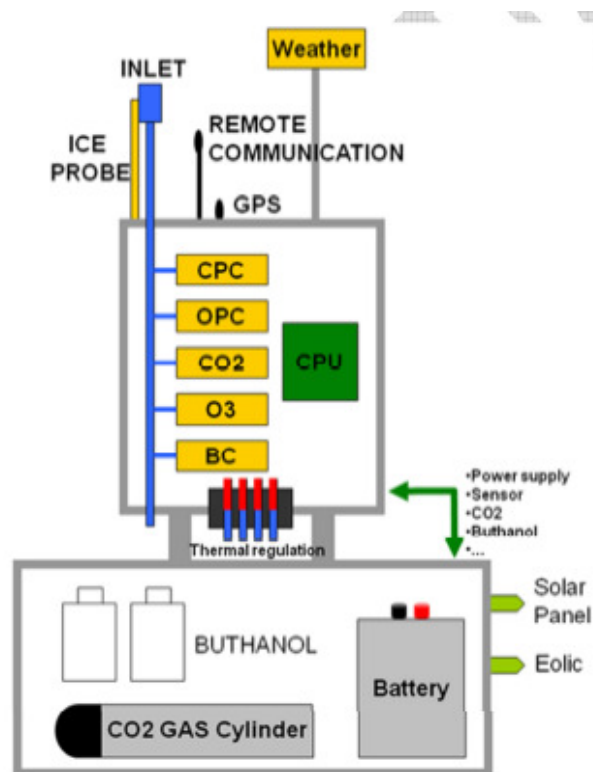 Weather
INLET
ICE
PROBE
REMOTE
COMMUNICATION
GPS
CPC
OPC
CO2
O3
BC
CPU
•Power supply
•Sensor
•CO2
•Buthanol
•...
Thermal regulation
BUTHANOL
CO2 GAS Cylinder
Battery
Solar
Panel
Eolic